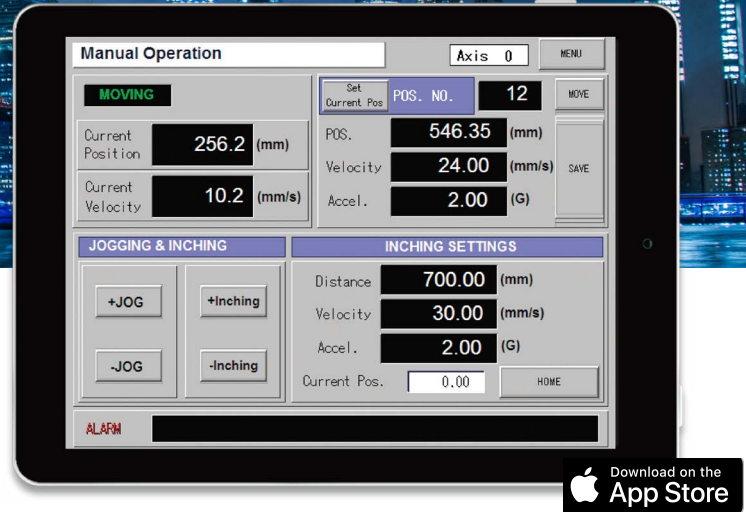 Manual Operation
Axis 0
MENU
MOVING
Set
Current Pos
POS. NO.
12
MOVE
Current
Position
256.2 (mm)
POS.
546.35 (mm)
Velocity
24.00 (mm/s)
SAVE
Current
Velocity
10.2 (mm/s)
Accel.
2.00 (G)
JOGGING & INCHING
INCHING SETTINGS
+JOG
+Inching
-JOG
-Inching
Distance 700.00 (mm)
Velocity 30.00 (mm/s)
Accel. 2.00 (G)
Current Pos. 0.00
HOME
ALARM
Download on the
App Store